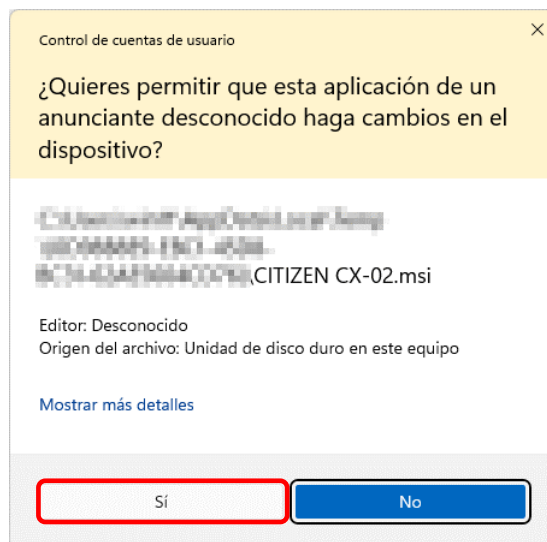 Control de cuentas de usuario
¿Quieres permitir que esta aplicación de un
anunciante desconocido haga cambios en el
dispositivo?
\CITIZEN CX-02.msi
Editor: Desconocido
Origen del archivo: Unidad de disco duro en este equipo
Mostrar más detalles
Sí
No